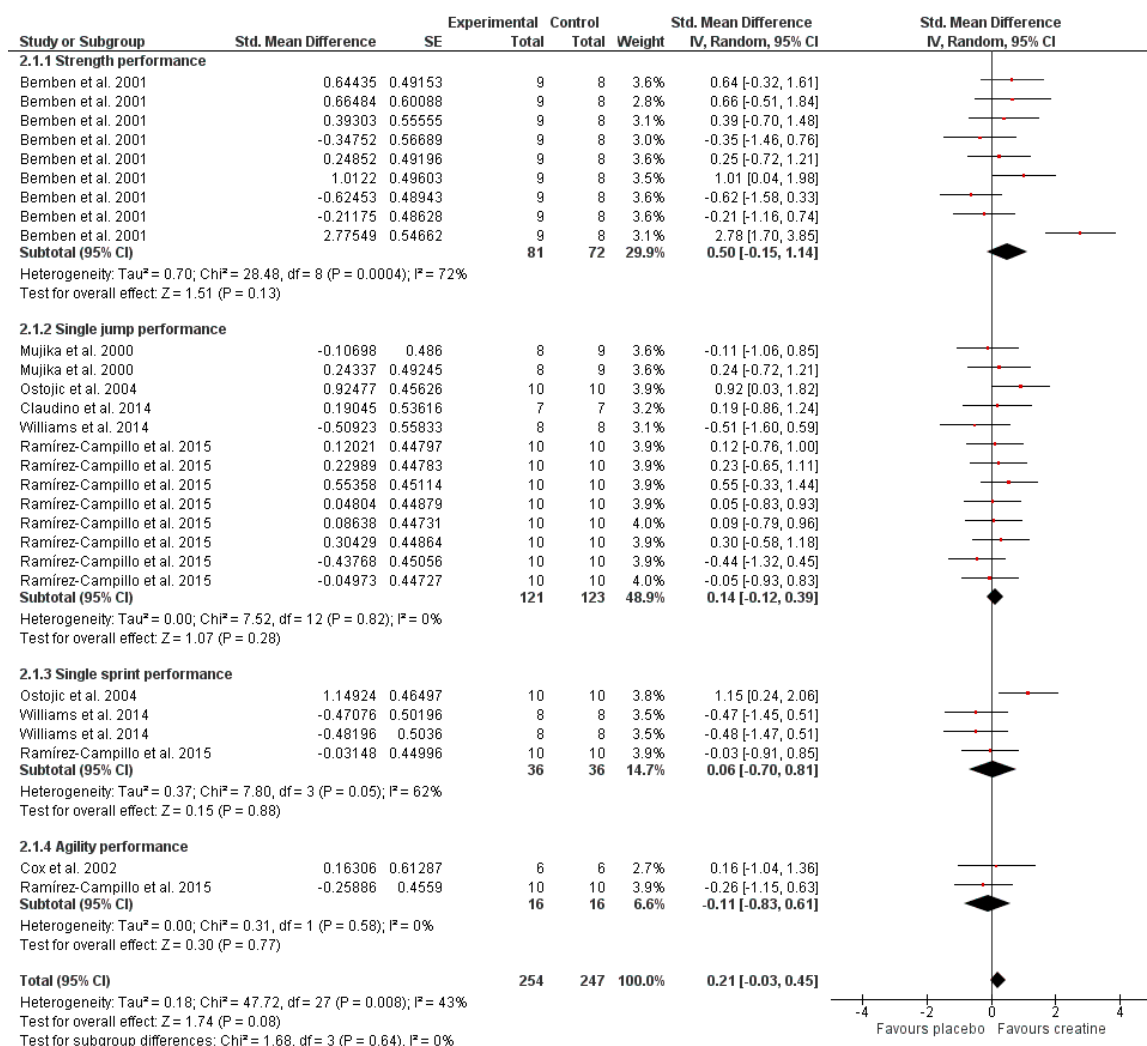 Experimental Control Std. Mean Difference Std. Mean Difference
Study or Subgroup Std. Mean Difference SE Total Total Weight IV, Random, 95% CI IV, Random, 95% CI
2.1.1 Strength performance
Bemben et al. 2001 0.64435 0.49153 9 8 3.6% 0.64 [-0.32, 1.61]
Bemben et al. 2001 0.66484 0.60088 9 8 2.8% 0.66 [-0.51, 1.84]
Bemben et al. 2001 0.39303 0.55555 9 8 3.1% 0.39 [-0.70, 1.48]
Bemben et al. 2001 -0.34752 0.56689 9 8 3.0% -0.35 [-1.46, 0.76]
Bemben et al. 2001 0.24852 0.49196 9 8 3.6% 0.25 [-0.72, 1.21]
Bemben et al. 2001 1.0122 0.49603 9 8 3.5% 1.01 [0.04, 1.98]
Bemben et al. 2001 -0.62453 0.48943 9 8 3.6% -0.62 [-1.58, 0.33]
Bemben et al. 2001 -0.21175 0.48628 9 8 3.6% -0.21 [-1.16, 0.74]
Bemben et al. 2001 2.77549 0.54662 9 8 3.1% 2.78 [1.70, 3.85]
Subtotal (95% CI) 81 72 29.9% 0.50 [-0.15, 1.14]
Heterogeneity: Tau² = 0.70; Chi² = 28.48, df = 8 (P = 0.0004); I² = 72%
Test for overall effect: Z = 1.51 (P = 0.13)
2.1.2 Single jump performance
Mujika et al. 2000 -0.10698 0.486 8 9 3.6% -0.11 [-1.06, 0.85]
Mujika et al. 2000 0.24337 0.49245 8 9 3.6% 0.24 [-0.72, 1.21]
Ostojic et al. 2004 0.92477 0.45626 10 10 3.9% 0.92 [0.03, 1.82]
Claudino et al. 2014 0.19045 0.53616 7 7 3.2% 0.19 [-0.86, 1.24]
Williams et al. 2014 -0.50923 0.55833 8 8 3.1% -0.51 [-1.60, 0.59]
Ramírez-Campillo et al. 2015 0.12021 0.44797 10 10 3.9% 0.12 [-0.76, 1.00]
Ramírez-Campillo et al. 2015 0.22989 0.44783 10 10 3.9% 0.23 [-0.65, 1.11]
Ramírez-Campillo et al. 2015 0.55358 0.45114 10 10 3.9% 0.55 [-0.33, 1.44]
Ramírez-Campillo et al. 2015 0.04804 0.44879 10 10 3.9% 0.05 [-0.83, 0.93]
Ramírez-Campillo et al. 2015 0.08638 0.44731 10 10 4.0% 0.09 [-0.79, 0.96]
Ramírez-Campillo et al. 2015 0.30429 0.44864 10 10 3.9% 0.30 [-0.58, 1.18]
Ramírez-Campillo et al. 2015 -0.43768 0.45056 10 10 3.9% -0.44 [-1.32, 0.45]
Ramírez-Campillo et al. 2015 -0.04973 0.44727 10 10 4.0% -0.05 [-0.93, 0.83]
Subtotal (95% CI) 121 123 48.9% 0.14 [-0.12, 0.39]
Heterogeneity: Tau² = 0.00; Chi² = 7.52, df = 12 (P = 0.82); I² = 0%
Test for overall effect: Z = 1.07 (P = 0.28)
2.1.3 Single sprint performance
Ostojic et al. 2004 1.14924 0.46497 10 10 3.8% 1.15 [0.24, 2.06]
Williams et al. 2014 -0.47076 0.50196 8 8 3.5% -0.47 [-1.45, 0.51]
Williams et al. 2014 -0.48196 0.5036 8 8 3.5% -0.48 [-1.47, 0.51]
Ramírez-Campillo et al. 2015 -0.03148 0.44996 10 10 3.9% -0.03 [-0.91, 0.85]
Subtotal (95% CI) 36 36 14.7% 0.06 [-0.70, 0.81]
Heterogeneity: Tau² = 0.37; Chi² = 7.80, df = 3 (P = 0.05); I² = 62%
Test for overall effect: Z = 0.15 (P = 0.88)
2.1.4 Agility performance
Cox et al. 2002 0.16306 0.61287 6 6 2.7% 0.16 [-1.04, 1.36]
Ramírez-Campillo et al. 2015 -0.25886 0.4559 10 10 3.9% -0.26 [-1.15, 0.63]
Subtotal (95% CI) 16 16 6.6% -0.11 [-0.83, 0.61]
Heterogeneity: Tau² = 0.00; Chi² = 0.31, df = 1 (P = 0.58); I² = 0%
Test for overall effect: Z = 0.30 (P = 0.77)
Total (95% CI) 254 247 100.0% 0.21 [-0.03, 0.45]
Heterogeneity: Tau² = 0.18; Chi² = 47.72, df = 27 (P = 0.008); I² = 43%
Test for overall effect: Z = 1.74 (P = 0.08)
Test for subgroup differences: Chi² = 1.68, df = 3 (P = 0.64), I² = 0%
-4 -2 0 2 4
Favours placebo Favours creatine